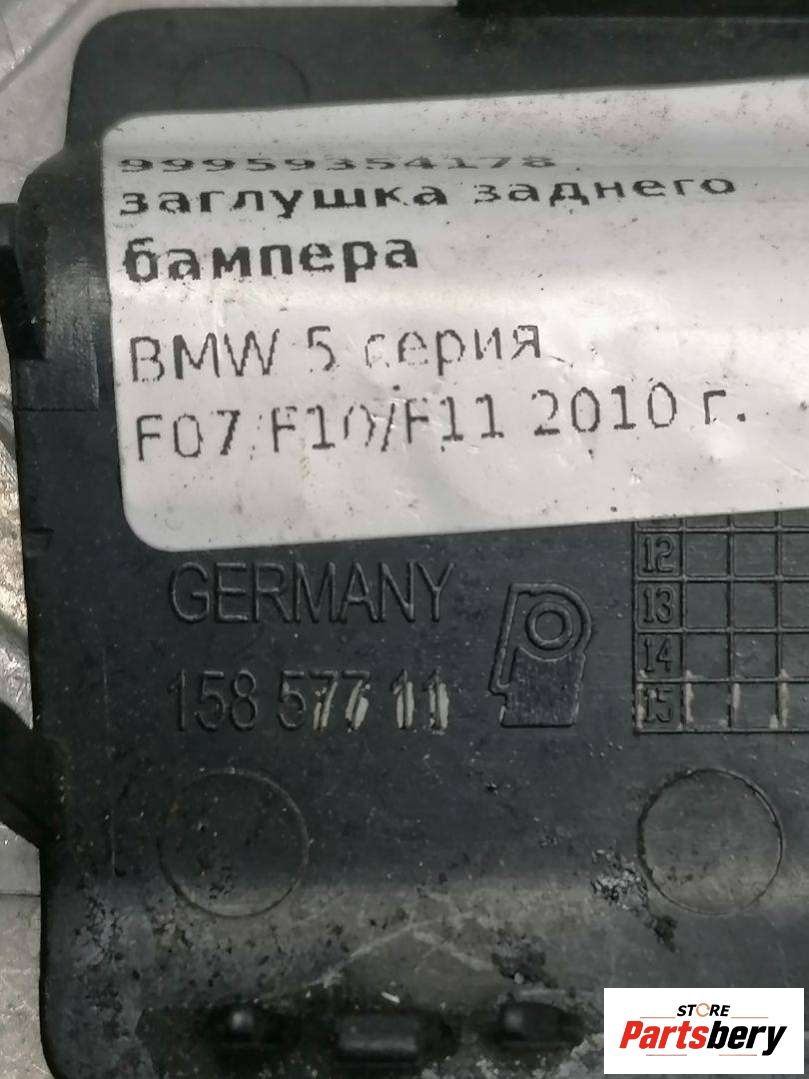 99959354178
заглушка заднего
бампера
BMW 5 серия
F07/F10/F11 2010 г.
12
GERMANY
13
14
158 577 11
15
STORE
Partsbery